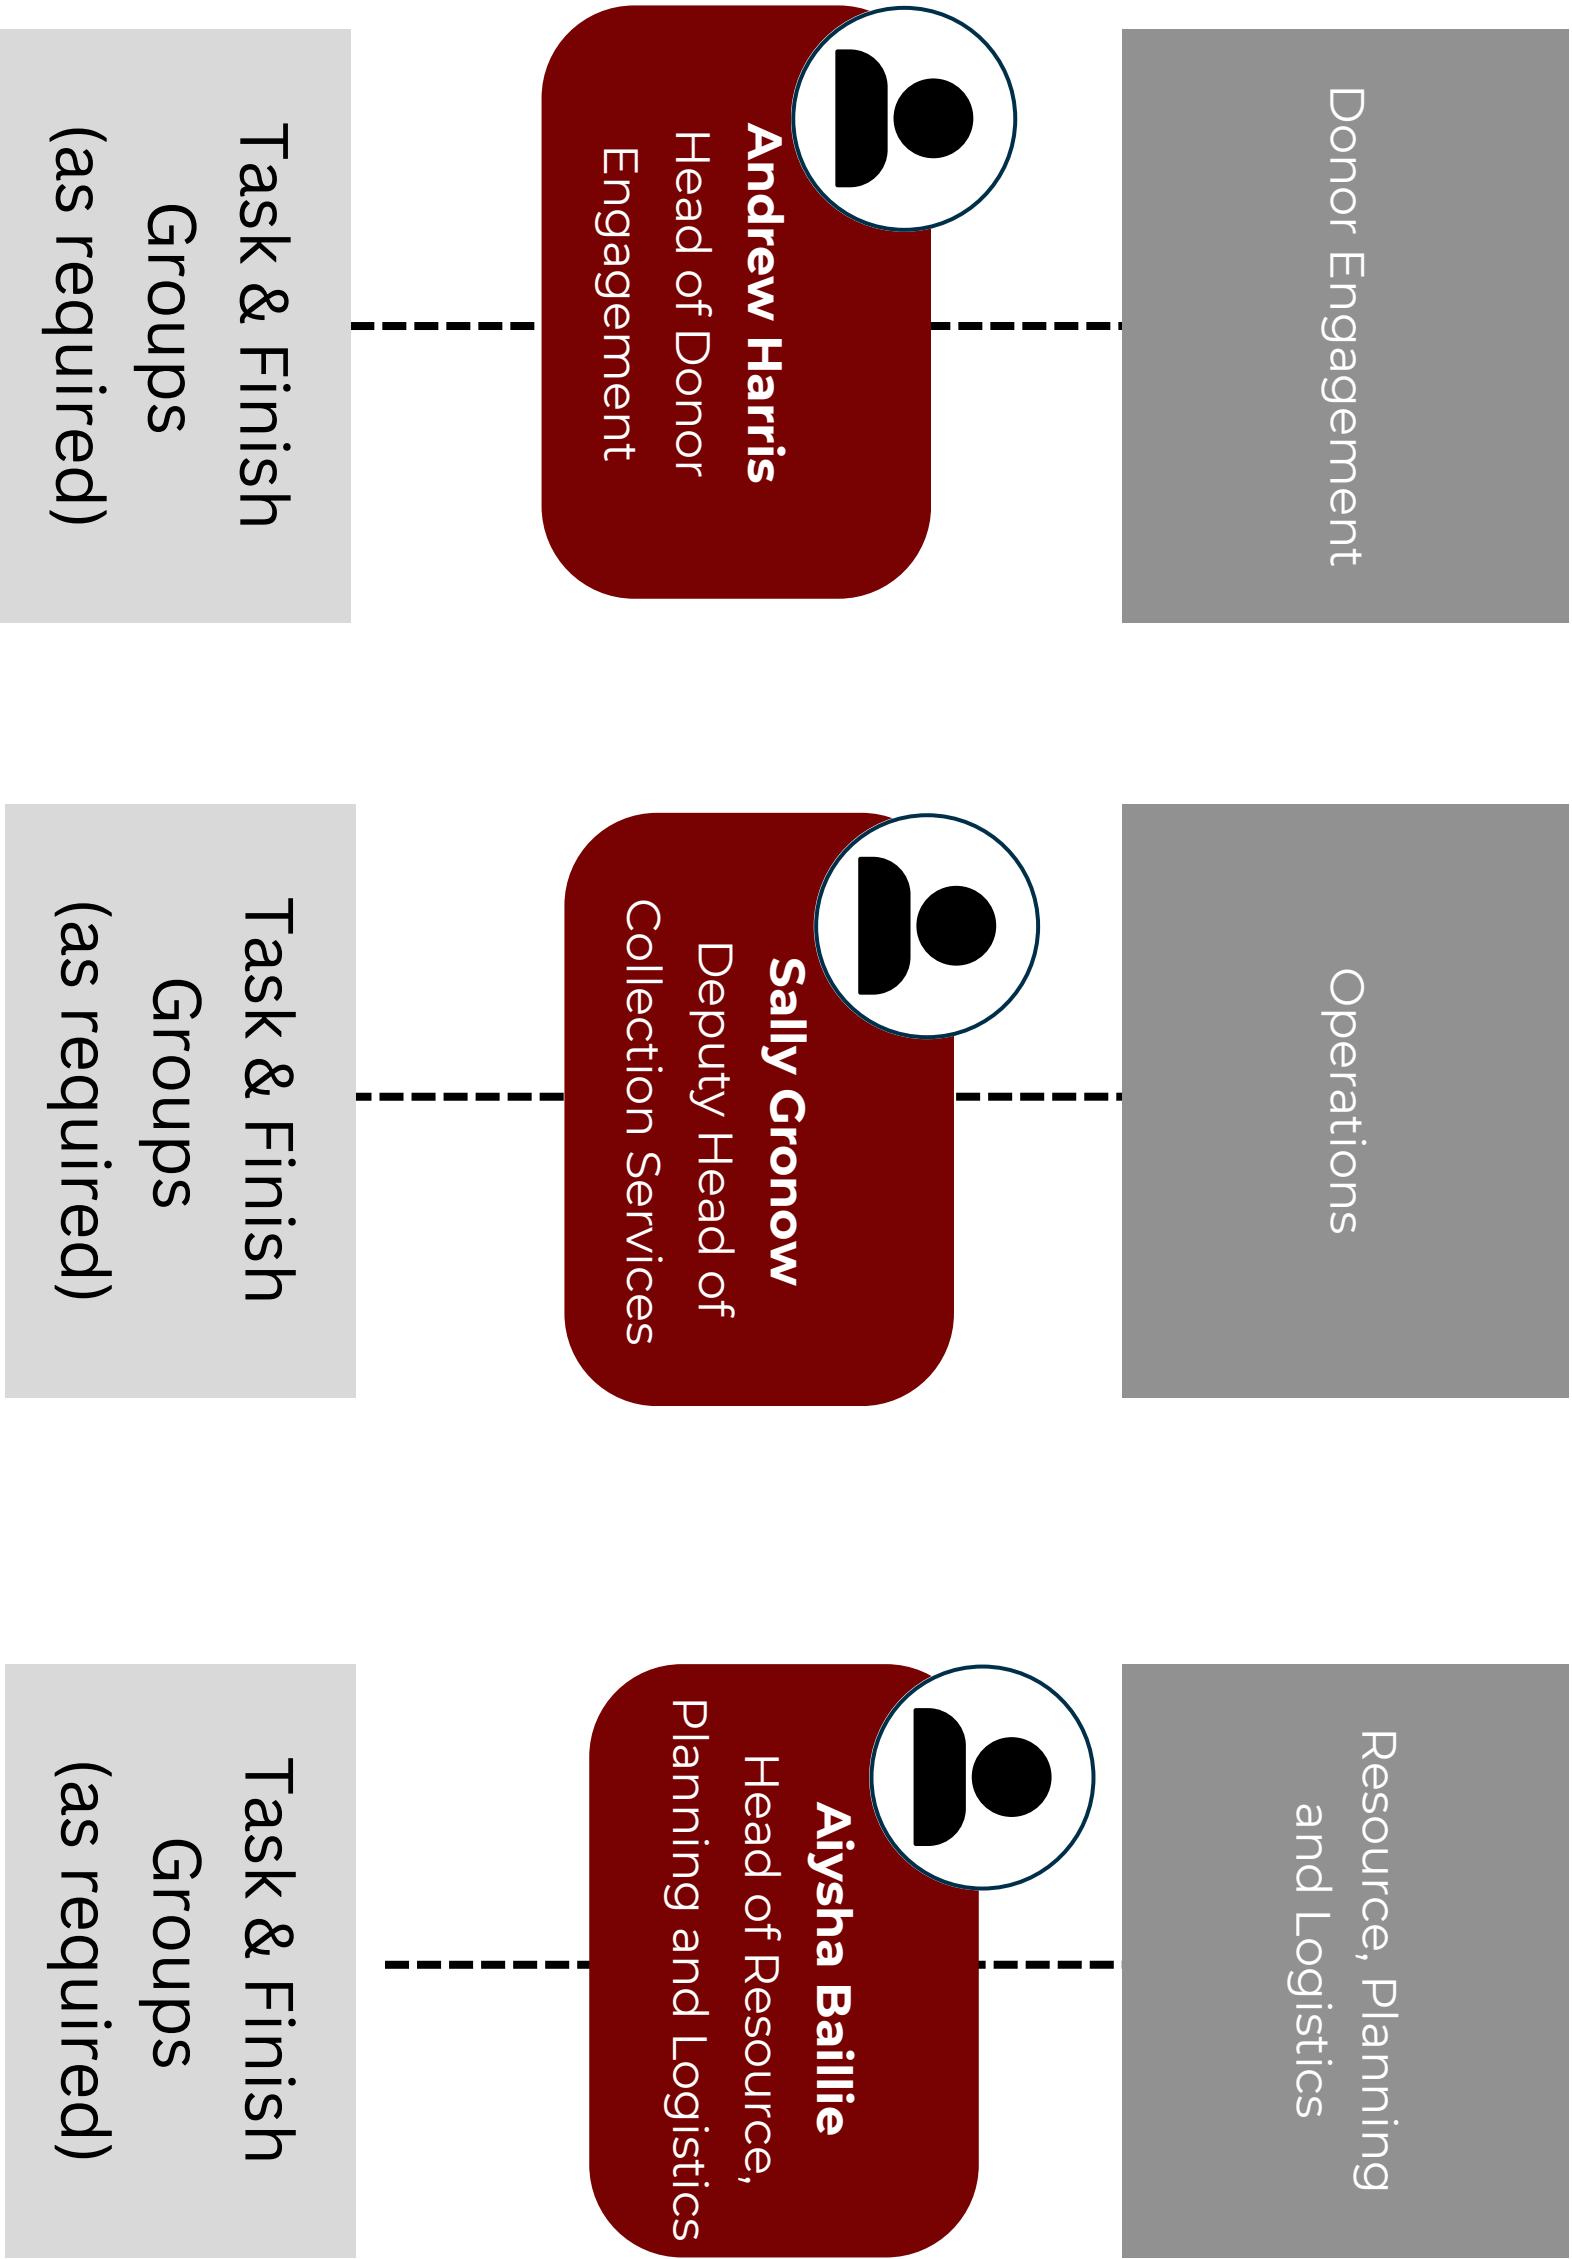 Donor Engagement
Operations
Resource, Planning
and Logistics
Andrew Harris
Head of Donor
Engagement
Sally Gronow
Deputy Head of
Collection Services
Aiysha Baillie
Head of Resource,
Planning and Logistics
Task & Finish
Groups
(as required)
Task & Finish
Groups
(as required)
Task & Finish
Groups
(as required)